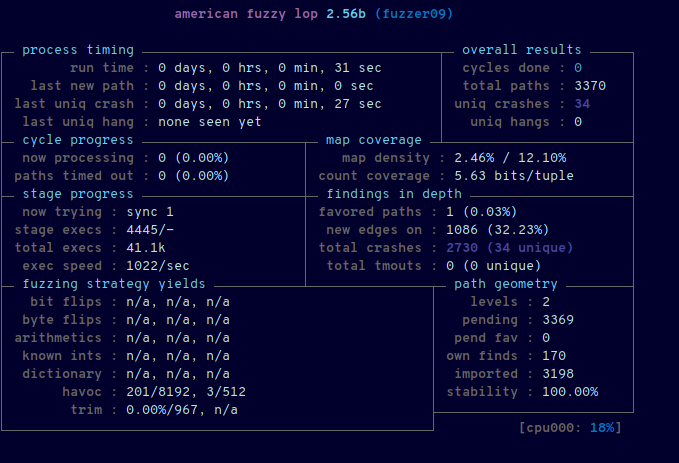 american fuzzy lop 2.56b (fuzzer09)
process timing overall results
run time : 0 days, 0 hrs, 0 min, 31 sec cycles done : 0
last new path : 0 days, 0 hrs, 0 min, 0 sec total paths : 3370
last uniq crash : 0 days, 0 hrs, 0 min, 27 sec uniq crashes : 34
last uniq hang : none seen yet uniq hangs : 0
cycle progress map coverage
now processing : 0 (0.00%) map density : 2.46% / 12.10%
paths timed out : 0 (0.00%) count coverage : 5.63 bits/tuple
stage progress findings in depth
now trying : sync 1 favored paths : 1 (0.03%)
stage execs : 4445/- new edges on : 1086 (32.23%)
total execs : 41.1k total crashes : 2730 (34 unique)
exec speed : 1022/sec total tmouts : 0 (0 unique)
fuzzing strategy yields path geometry
bit flips : n/a, n/a, n/a levels : 2
byte flips : n/a, n/a, n/a pending : 3369
arithmetics : n/a, n/a, n/a pend fav : 0
known ints : n/a, n/a, n/a own finds : 170
dictionary : n/a, n/a, n/a imported : 3198
havoc : 201/8192, 3/512 stability : 100.00%
trim : 0.00%/967, n/a
[cpu000: 18%]